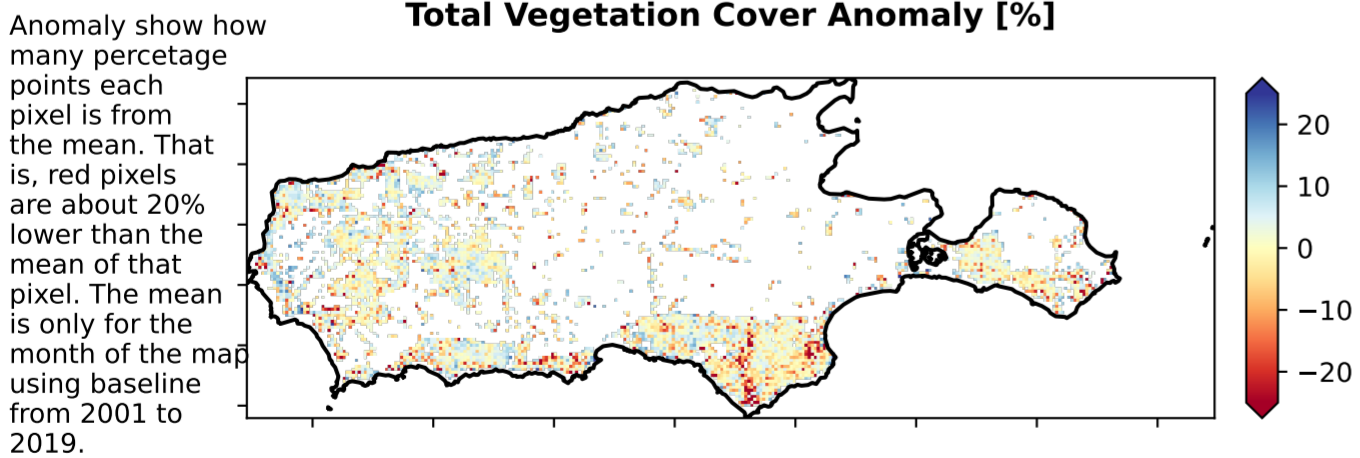 Total Vegetation Cover Anomaly [%]
Anomaly show how
many percetage
points each
pixel is from
the mean. That
is, red pixels
are about 20%
lower than the
mean of that
pixel. The mean
is only for the
month of the map
using baseline
from 2001 to
2019.
20
10
0
−10
−20